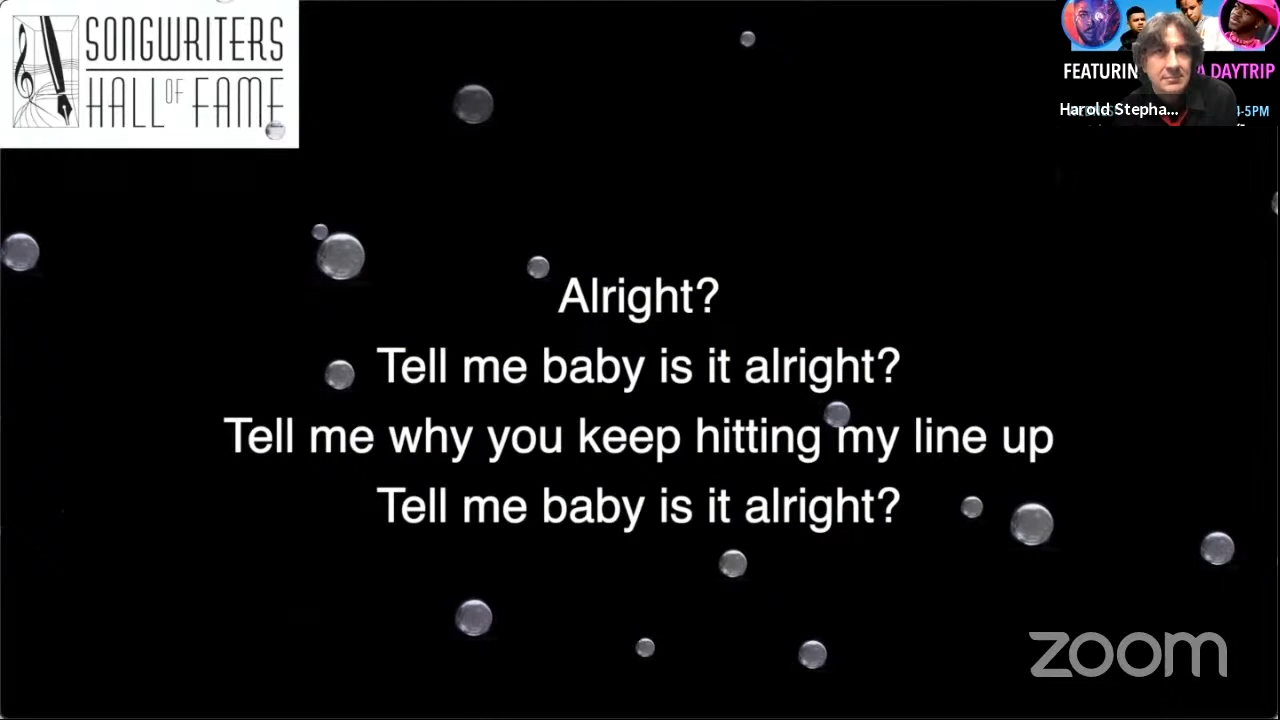 SONGWRITERS
HALL OF FAME
FEATURIN
DAYTRIP
Harold Stepha...
4-5PM
Alright?
Tell me baby is it alright?
Tell me why you keep hitting my line up
Tell me baby is it alright?
zoom